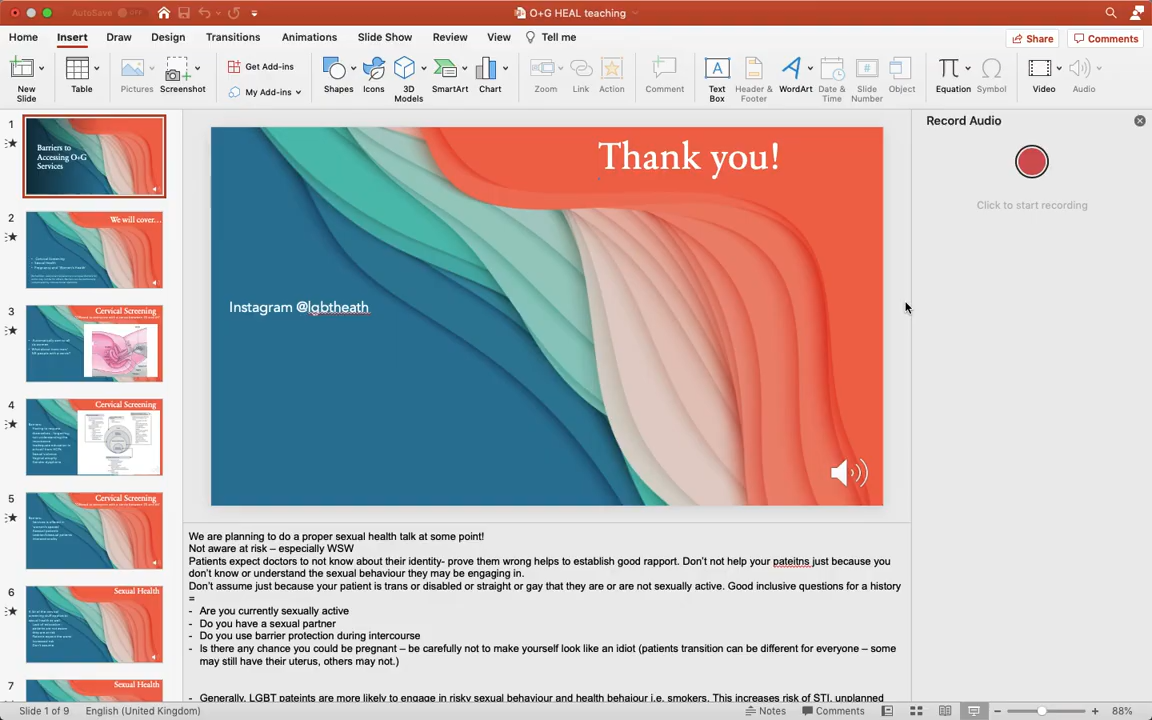 AutoSave OFF
O+G HEAL teaching
Home Insert Draw Design Transitions Animations Slide Show Review View Tell me
Share Comments
New Slide
Table
Pictures
Screenshot
Get Add-ins
My Add-ins
Shapes
Icons
3D Models
SmartArt
Chart
Zoom
Link
Action
Comment
Text Box
Header & Footer
WordArt
Date & Time
Slide Number
Object
Equation
Symbol
Video
Audio
1
Barriers to
Accessing O+G
Services
2
We will cover...
3
Cervical Screening
4
Cervical Screening
5
Cervical Screening
6
Sexual Health
7
Sexual Health
Thank you!
Instagram @lgbtheath
Record Audio
Click to start recording
We are planning to do a proper sexual health talk at some point!
Not aware at risk – especially WSW
Patients expect doctors to not know about their identity- prove them wrong helps to establish good rapport. Don't not help your pateitns just because you
don't know or understand the sexual behaviour they may be engaging in.
Don't assume just because your patient is trans or disabled or straight or gay that they are or are not sexually active. Good inclusive questions for a history
=
- Are you currently sexually active
- Do you have a sexual partner
- Do you use barrier protection during intercourse
- Is there any chance you could be pregnant – be carefully not to make yourself look like an idiot (patients transition can be different for everyone – some
may still have their uterus, others may not.)
- Generally, LGBT pateints are more likely to engage in risky sexual behaviour and health behaiour i.e. smokers. This increases risk of STI, unplanned
Slide 1 of 9 English (United Kingdom) Notes Comments 88%